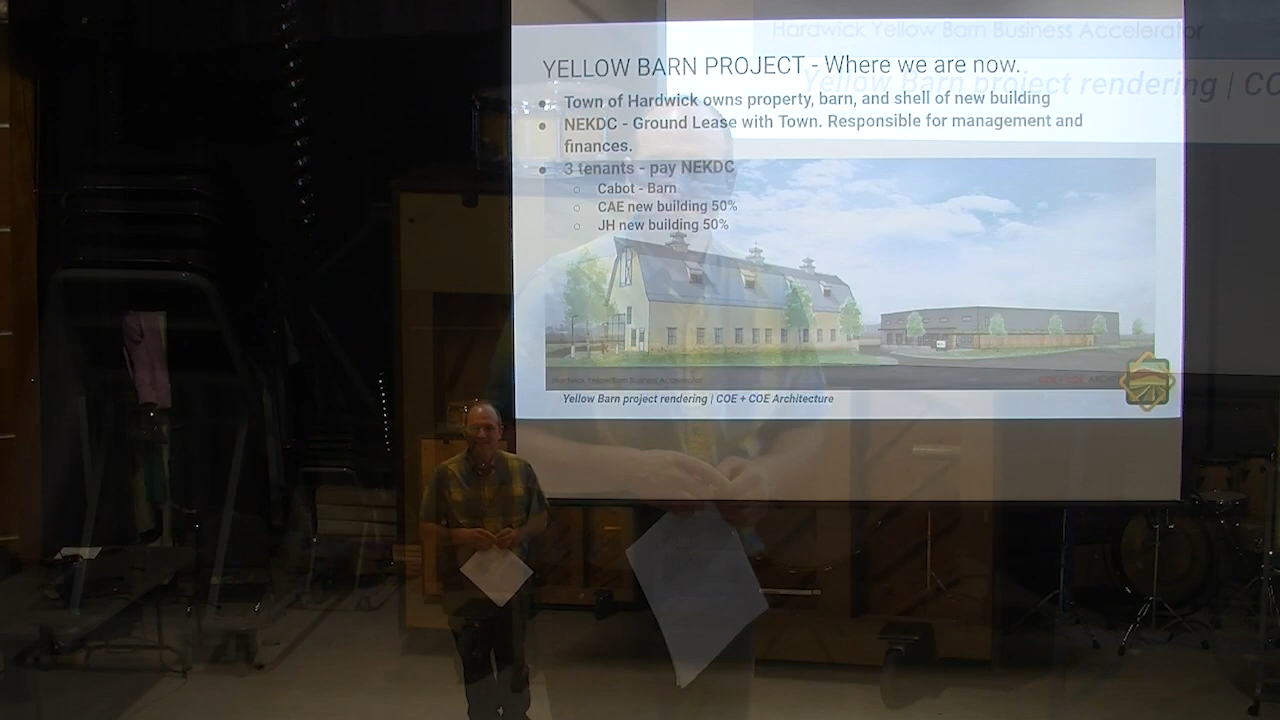 Hardwick Yellow Barn Business Accelerator
YELLOW BARN PROJECT - Where we are now.
Yellow Barn project rendering | CO
• Town of Hardwick owns property, barn, and shell of new building
• NEKDC - Ground Lease with Town. Responsible for management and
finances.
• 3 tenants - pay NEKDC
○ Cabot - Barn
○ CAE new building 50%
○ JH new building 50%
Hardwick Yellow Barn Business Accelerator
COE + COE ARCH
Yellow Barn project rendering | COE + COE Architecture